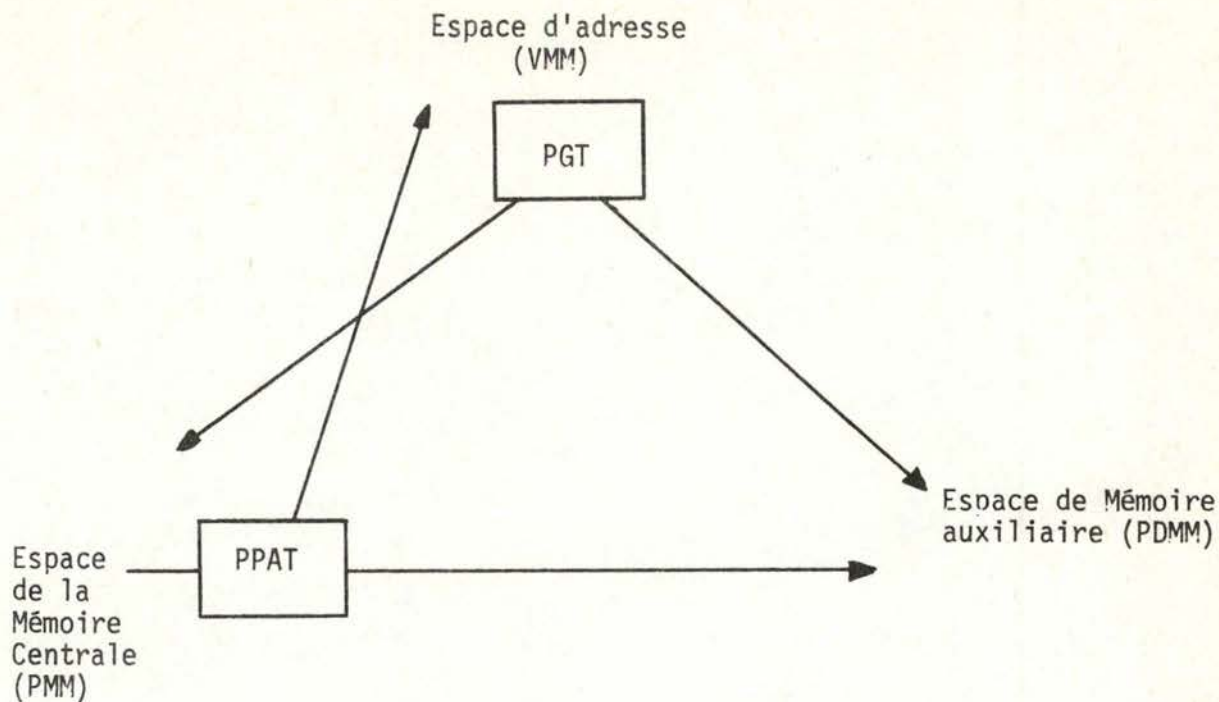 Espace d'adresse
(VMM)
PGT
Espace de Mémoire
auxiliaire (PDMM)
PPAT
Espace
de la
Mémoire
Centrale
(PMM)